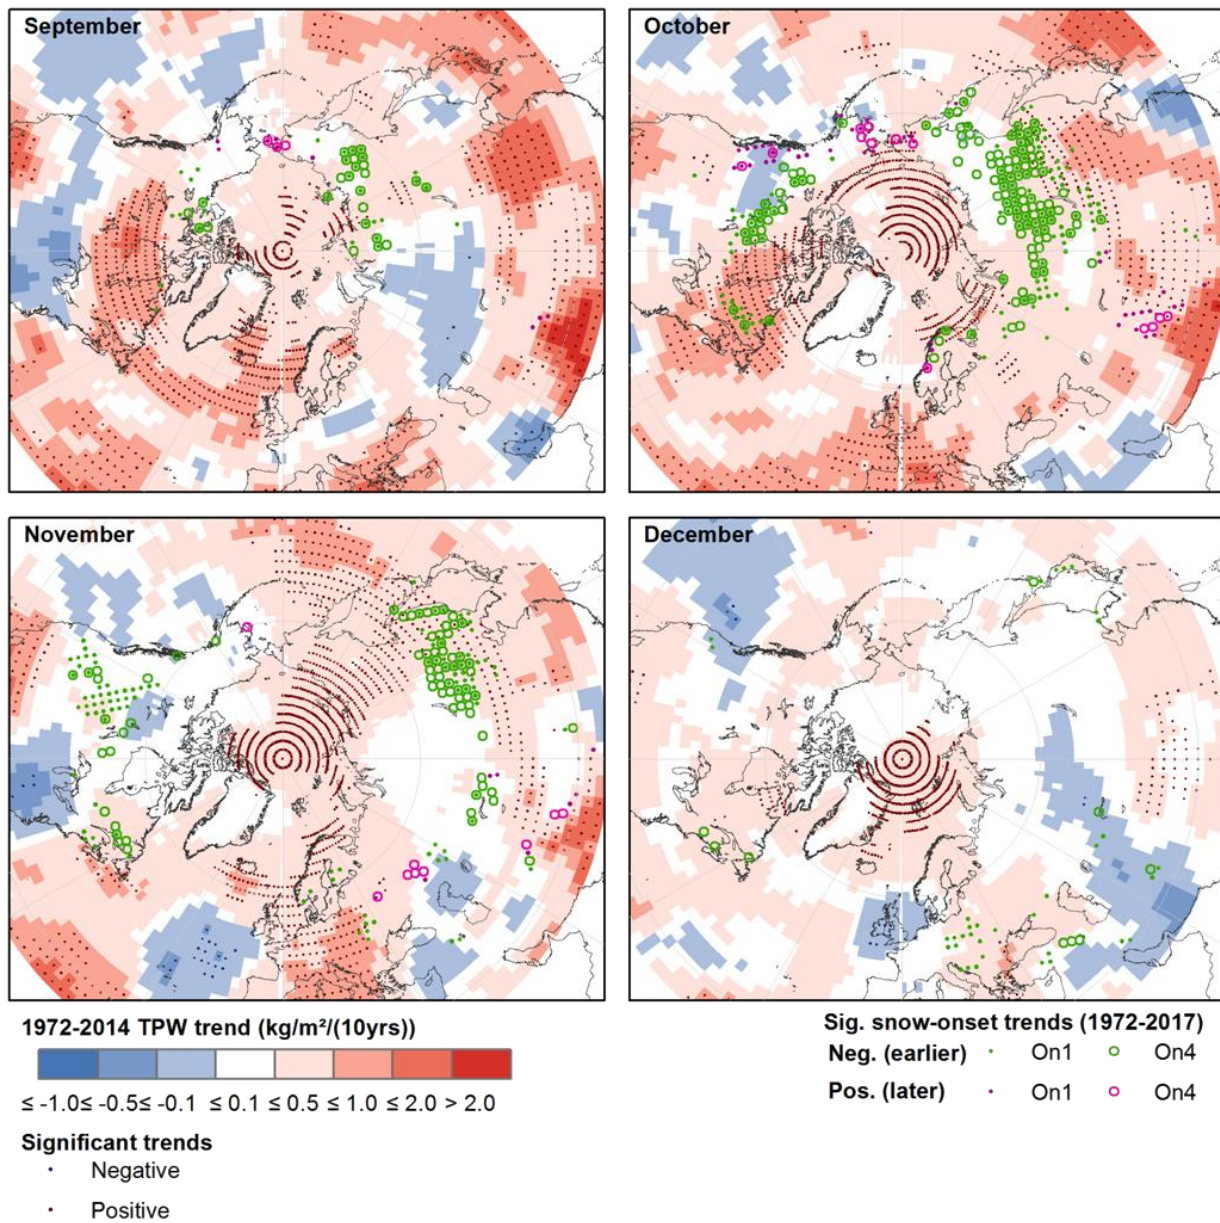 September
October
November
December
1972-2014 TPW trend (kg/m²/(10yrs))
≤ -1.0≤ -0.5≤ -0.1 ≤ 0.1 ≤ 0.5 ≤ 1.0 ≤ 2.0 > 2.0
Significant trends
Negative
Positive
Sig. snow-onset trends (1972-2017)
Neg. (earlier) On1 On4
Pos. (later) On1 On4